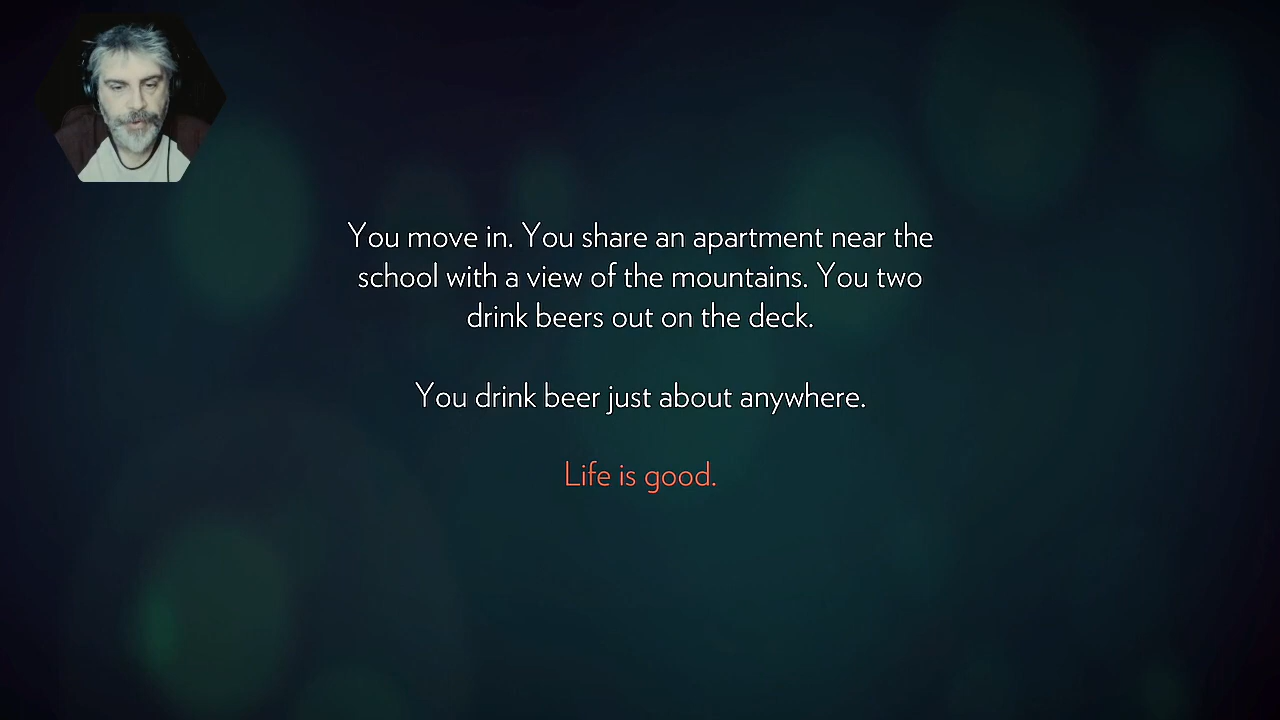 You move in. You share an apartment near the
school with a view of the mountains. You two
drink beers out on the deck.
You drink beer just about anywhere.
Life is good.